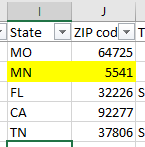 I J
State ZIP cod T
MO 64725
MN 5541
FL 32226 S
CA 92277
TN 37806 S